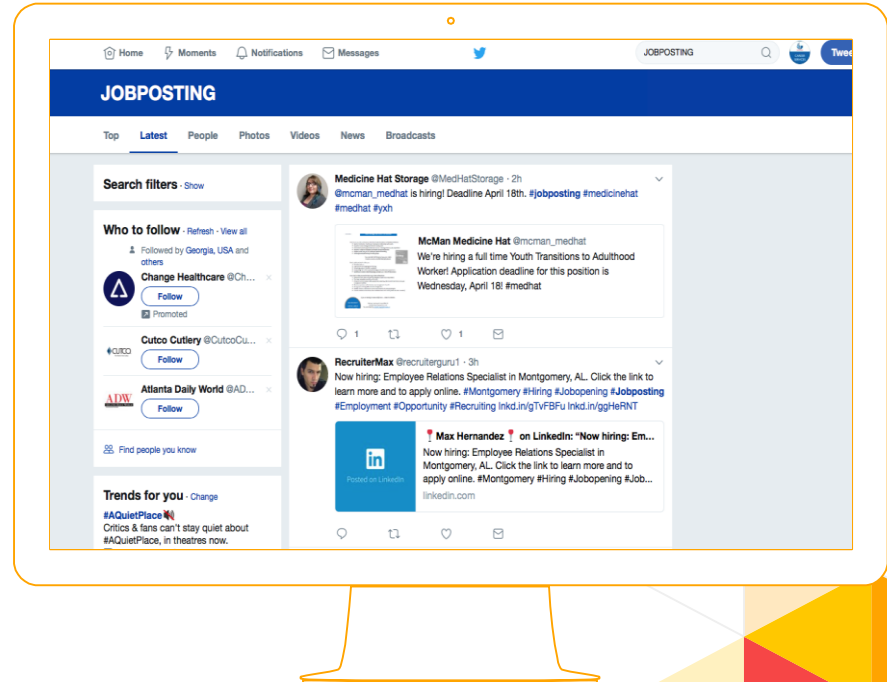 Home Moments Notifications Messages JOBPOSTING Twee
JOBPOSTING
Top Latest People Photos Videos News Broadcasts
Search filters · Show
Who to follow · Refresh · View all
Followed by Georgia, USA and
others
Change Healthcare @Ch...
Follow
Promoted
CUTCO
Cutco Cutlery @CutcoCu...
Follow
ADW
Atlanta Daily World @AD...
Follow
Find people you know
Trends for you · Change
#AQuietPlace
Critics & fans can't stay quiet about
#AQuietPlace, in theatres now.
Medicine Hat Storage @MedHatStorage · 2h
@mcman_medhat is hiring! Deadline April 18th. #jobposting #medicinehat
#medhat #yxh
McMan Medicine Hat @mcman_medhat
We're hiring a full time Youth Transitions to Adulthood
Worker! Application deadline for this position is
Wednesday, April 18! #medhat
1 1
RecruiterMax @recruiterguru1 · 3h
Now hiring: Employee Relations Specialist in Montgomery, AL. Click the link to
learn more and to apply online. #Montgomery #Hiring #Jobopening #Jobposting
#Employment #Opportunity #Recruiting lnkd.in/gTvFBFu lnkd.in/ggHeRNT
in
Posted on LinkedIn
Max Hernandez on LinkedIn: “Now hiring: Em...
Now hiring: Employee Relations Specialist in
Montgomery, AL. Click the link to learn more and to
apply online. #Montgomery #Hiring #Jobopening #Job...
linkedin.com